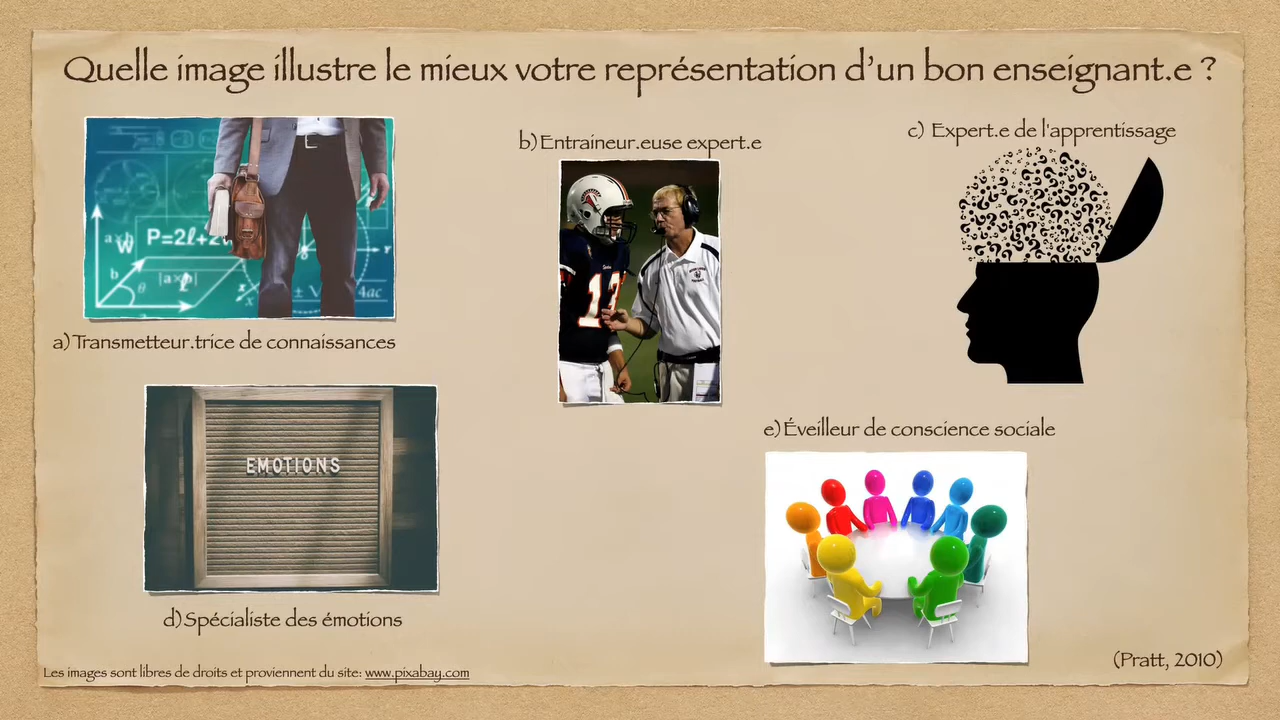 Quelle image illustre le mieux votre représentation d'un bon enseignant.e ?
b) Entraineur.euse expert.e
c) Expert.e de l'apprentissage
P=2l+2w
a) Transmetteur.trice de connaissances
EMOTIONS
d) Spécialiste des émotions
e) Éveilleur de conscience sociale
Les images sont libres de droits et proviennent du site: www.pixabay.com
(Pratt, 2010)